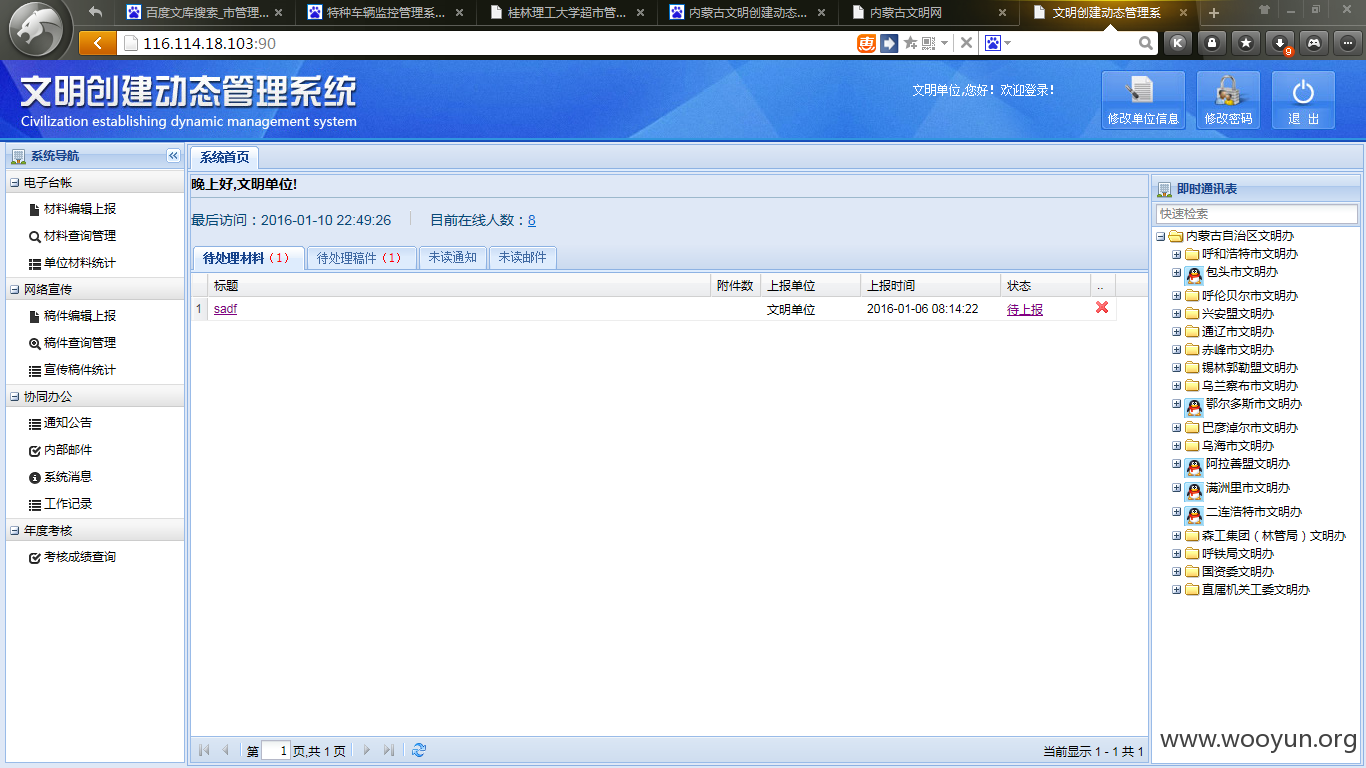 百度文库搜索_市管理...
特种车辆监控管理系...
桂林理工大学超市管...
内蒙古文明创建动态...
内蒙古文明网
文明创建动态管理系
116.114.18.103:90
惠
K
9
文明创建动态管理系统
Civilization establishing dynamic management system
文明单位,您好！欢迎登录!
修改单位信息
修改密码
退 出
系统导航
电子台帐
材料编辑上报
材料查询管理
单位材料统计
网络宣传
稿件编辑上报
稿件查询管理
宣传稿件统计
协同办公
通知公告
内部邮件
系统消息
工作记录
年度考核
考核成绩查询
系统首页
晚上好,文明单位!
最后访问：2016-01-10 22:49:26
目前在线人数：8
待处理材料（1）
待处理稿件（1）
未读通知
未读邮件
标题 附件数 上报单位 上报时间 状态 ..
1 sadf 文明单位 2016-01-06 08:14:22 待上报
第 1 页,共 1 页
当前显示 1 - 1 共 1
即时通讯表
快速检索
内蒙古自治区文明办
呼和浩特市文明办
包头市文明办
呼伦贝尔市文明办
兴安盟文明办
通辽市文明办
赤峰市文明办
锡林郭勒盟文明办
乌兰察布市文明办
鄂尔多斯市文明办
巴彦淖尔市文明办
乌海市文明办
阿拉善盟文明办
满洲里市文明办
二连浩特市文明办
森工集团（林管局）文明办
呼铁局文明办
国资委文明办
直属机关工委文明办
www.wooyun.org